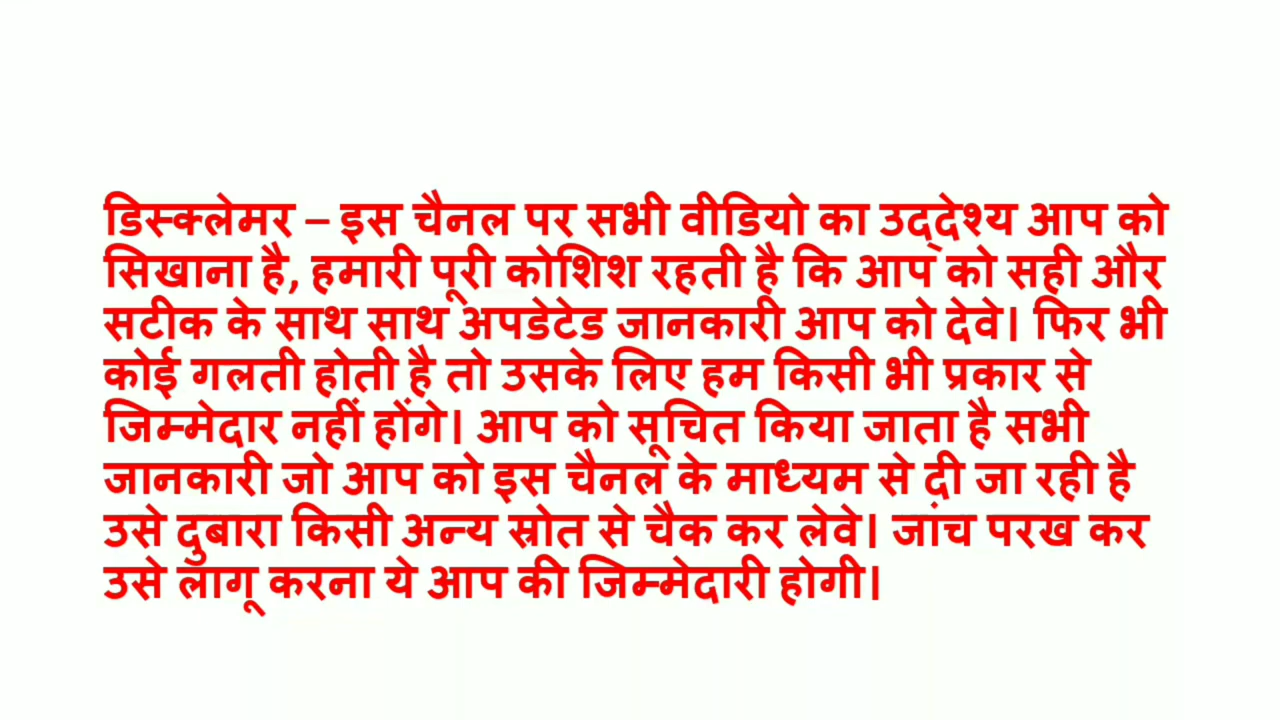 डिस्क्लेमर – इस चैनल पर सभी वीडियो का उद्देश्य आप को
सिखाना है, हमारी पूरी कोशिश रहती है कि आप को सही और
सटीक के साथ साथ अपडेटेड जानकारी आप को देवे। फिर भी
कोई गलती होती है तो उसके लिए हम किसी भी प्रकार से
जिम्मेदार नहीं होंगे। आप को सूचित किया जाता है सभी
जानकारी जो आप को इस चैनल के माध्यम से दी जा रही है
उसे दुबारा किसी अन्य स्रोत से चैक कर लेवे। जांच परख कर
उसे लागू करना ये आप की जिम्मेदारी होगी।